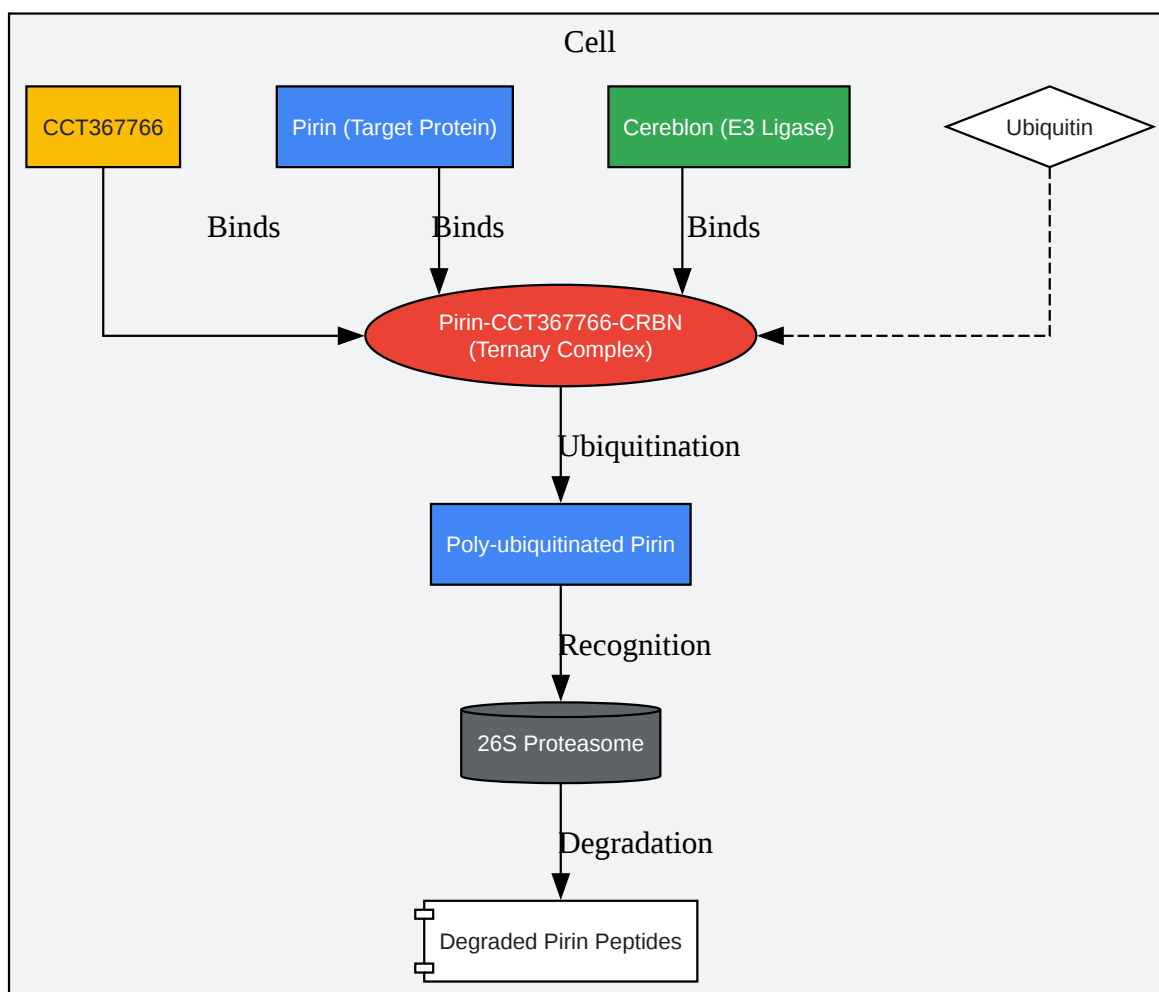 Cell
CCT367766
Pirin (Target Protein)
Cereblon (E3 Ligase)
Ubiquitin
Binds
Binds
Binds
Pirin-CCT367766-CRBN
(Ternary Complex)
Ubiquitination
Poly-ubiquitinated Pirin
Recognition
26S Proteasome
Degradation
Degraded Pirin Peptides